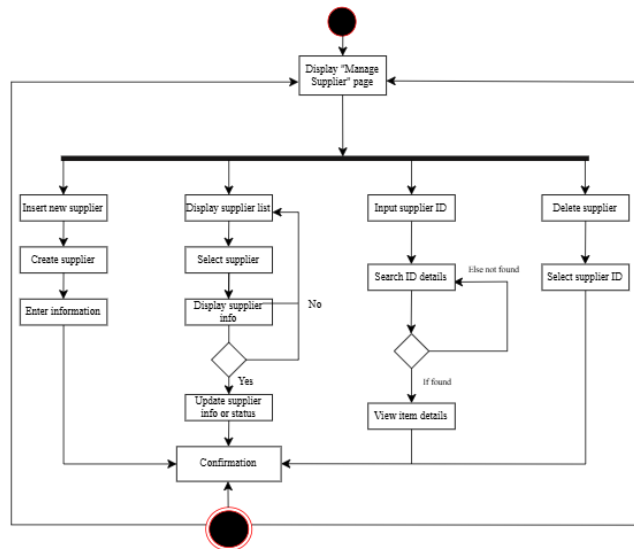 Display "Manage
Supplier" page
Insert new supplier
Display supplier list
Input supplier ID
Delete supplier
Create supplier
Select supplier
Search ID details
Else not found
Select supplier ID
Enter information
Display supplier
info
No
Yes
If found
Update supplier
info or status
View item details
Confirmation